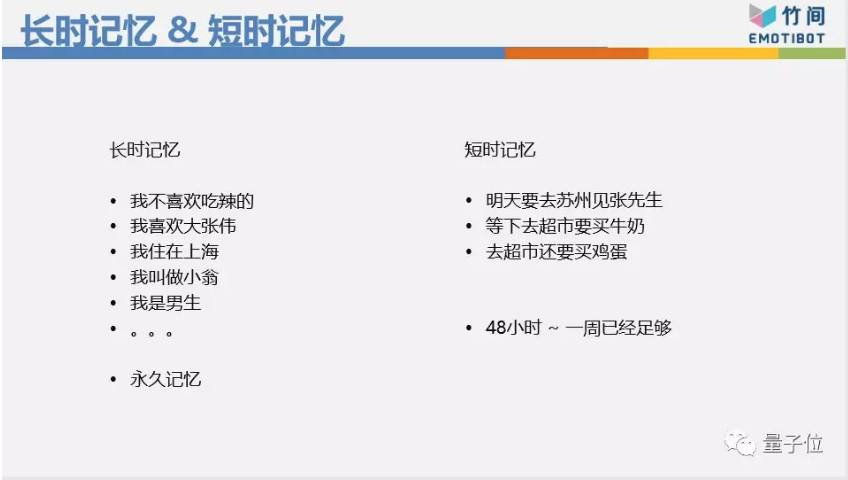 长时记忆 & 短时记忆
竹间
EMOTIBOT
长时记忆
• 我不喜欢吃辣的
• 我喜欢大张伟
• 我住在上海
• 我叫做小翁
• 我是男生
• 。。。
• 永久记忆
短时记忆
• 明天要去苏州见张先生
• 等下去超市要买牛奶
• 去超市还要买鸡蛋
• 48小时 ~ 一周已经足够
量子位